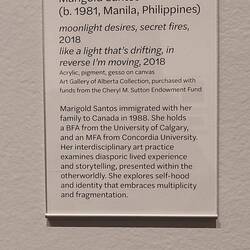 Marigold Santos
(b. 1981, Manila, Philippines)
moonlight desires, secret fires,
2018
like a light that's drifting, in
reverse I'm moving, 2018
Acrylic, pigment, gesso on canvas
Art Gallery of Alberta Collection, purchased with
funds from the Cheryl M. Sutton Endowment Fund
Marigold Santos immigrated with her
family to Canada in 1988. She holds
a BFA from the University of Calgary,
and an MFA from Concordia University.
Her interdisciplinary art practice
examines diasporic lived experience
and storytelling, presented within the
otherworldly. She explores self-hood
and identity that embraces multiplicity
and fragmentation.